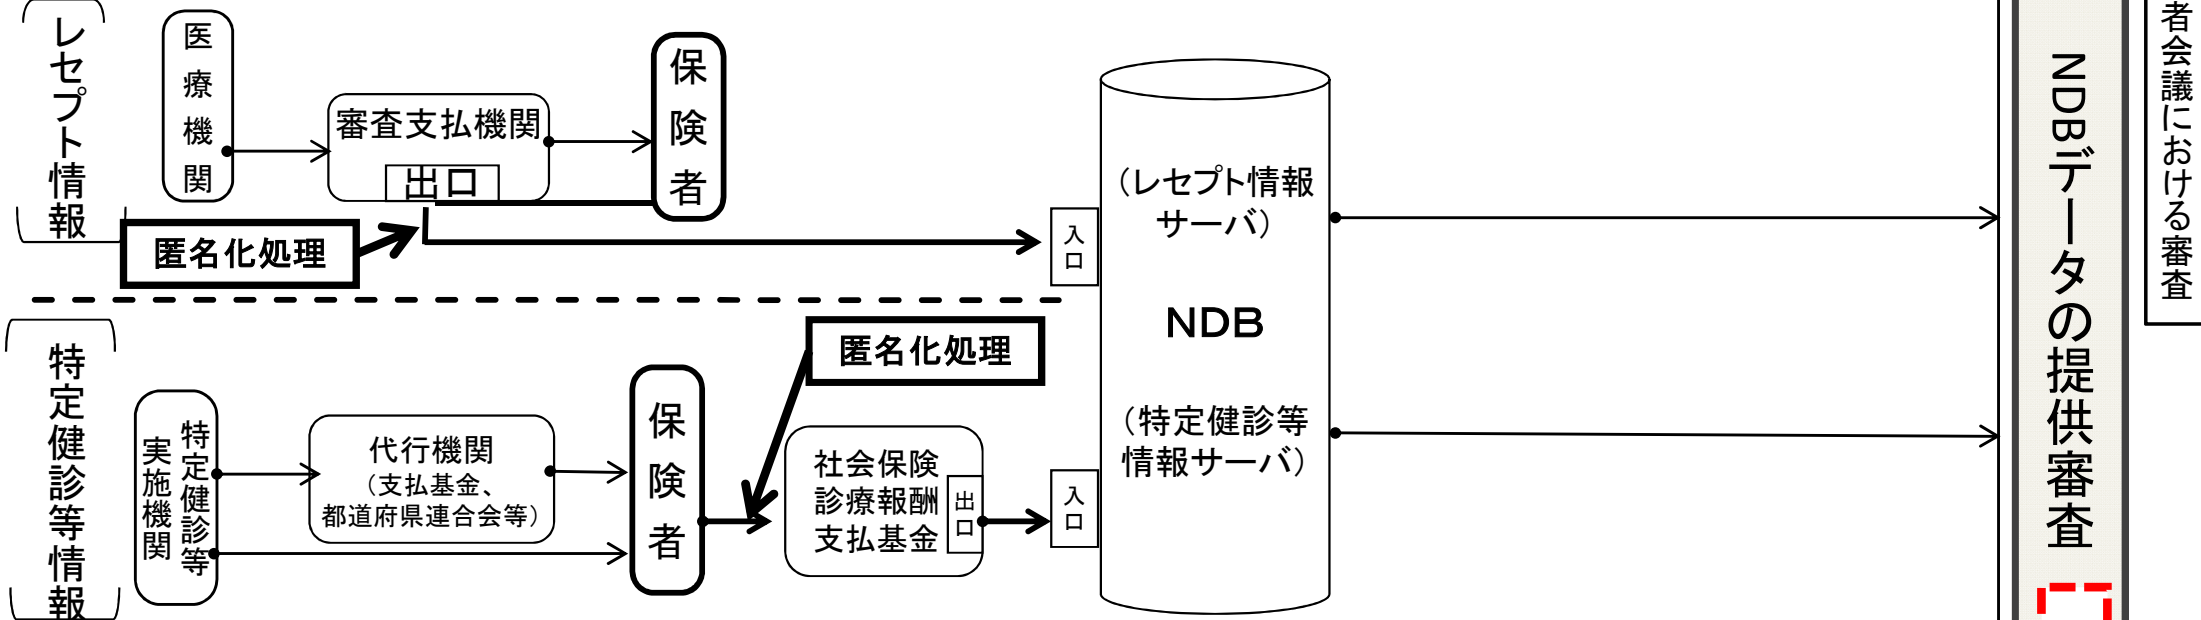 レセプト情報
医療機関
審査支払機関
出口
保険者
匿名化処理
入口
(レセプト情報
サーバ)
NDB
(特定健診等
情報サーバ)
特定健診等情報
特定健診等
実施機関
代行機関
(支払基金、
都道府県連合会等)
保険者
匿名化処理
社会保険
診療報酬
支払基金
出口
入口
NDBデータの提供審査
者会議における審査